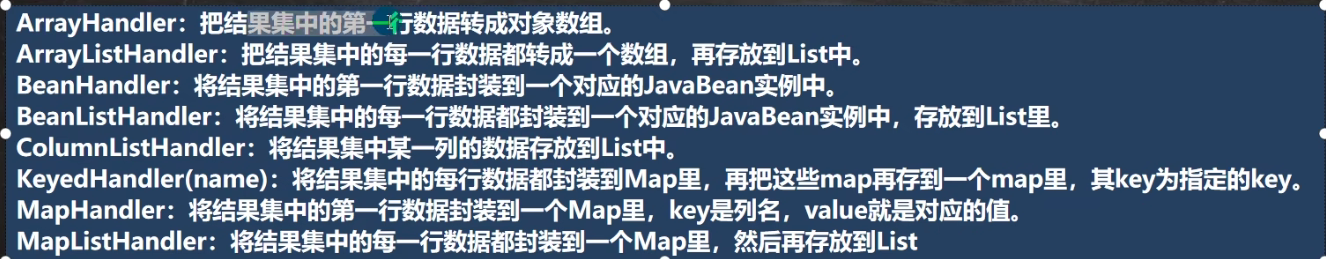 ArrayHandler：把结果集中的第一行数据转成对象数组。
ArrayListHandler：把结果集中的每一行数据都转成一个数组，再存放到List中。
BeanHandler：将结果集中的第一行数据封装到一个对应的JavaBean实例中。
BeanListHandler：将结果集中的每一行数据都封装到一个对应的JavaBean实例中，存放到List里。
ColumnListHandler：将结果集中某一列的数据存放到List中。
KeyedHandler(name)：将结果集中的每行数据都封装到Map里，再把这些map再存到一个map里，其key为指定的key。
MapHandler：将结果集中的第一行数据封装到一个Map里，key是列名，value就是对应的值。
MapListHandler：将结果集中的每一行数据都封装到一个Map里，然后再存放到List